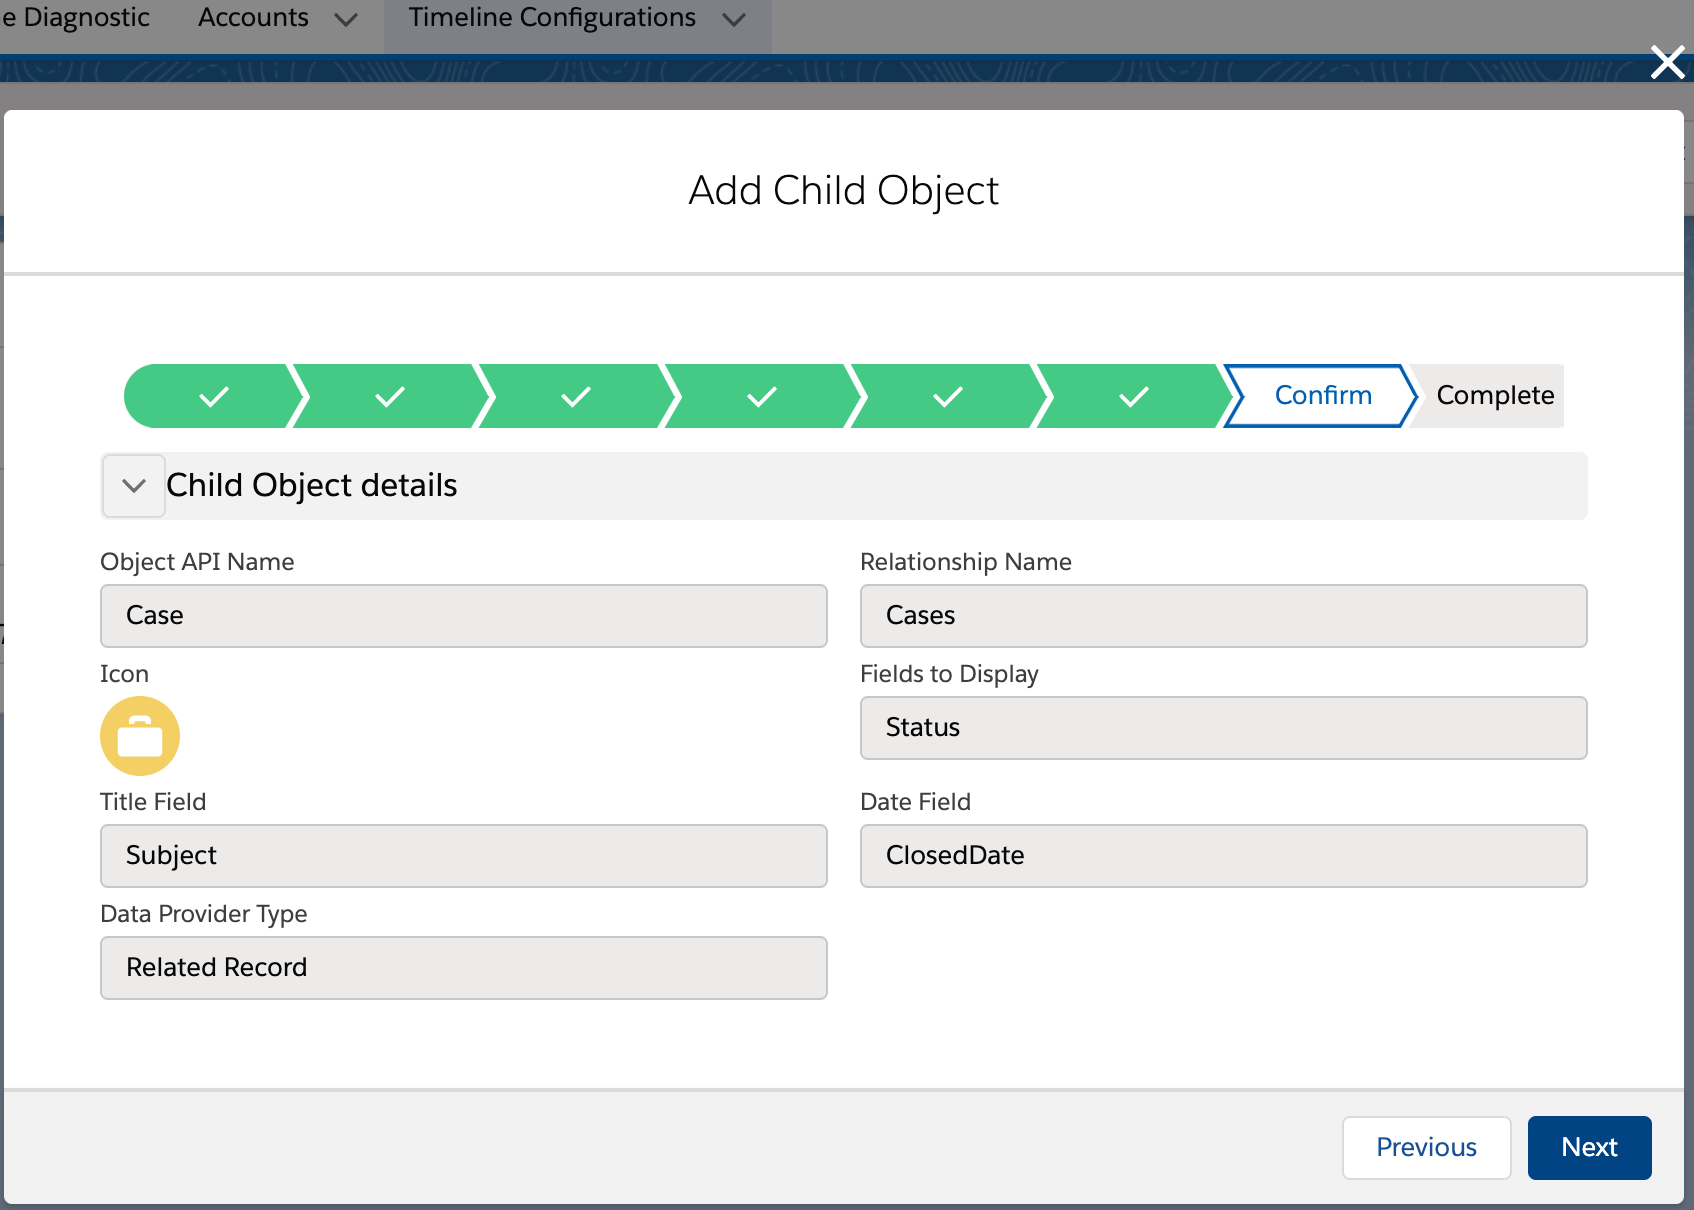 e Diagnostic Accounts Timeline Configurations
Add Child Object
Confirm Complete
Child Object details
Object API Name Relationship Name
Case Cases
Icon Fields to Display
Status
Title Field Date Field
Subject ClosedDate
Data Provider Type
Related Record
Previous Next